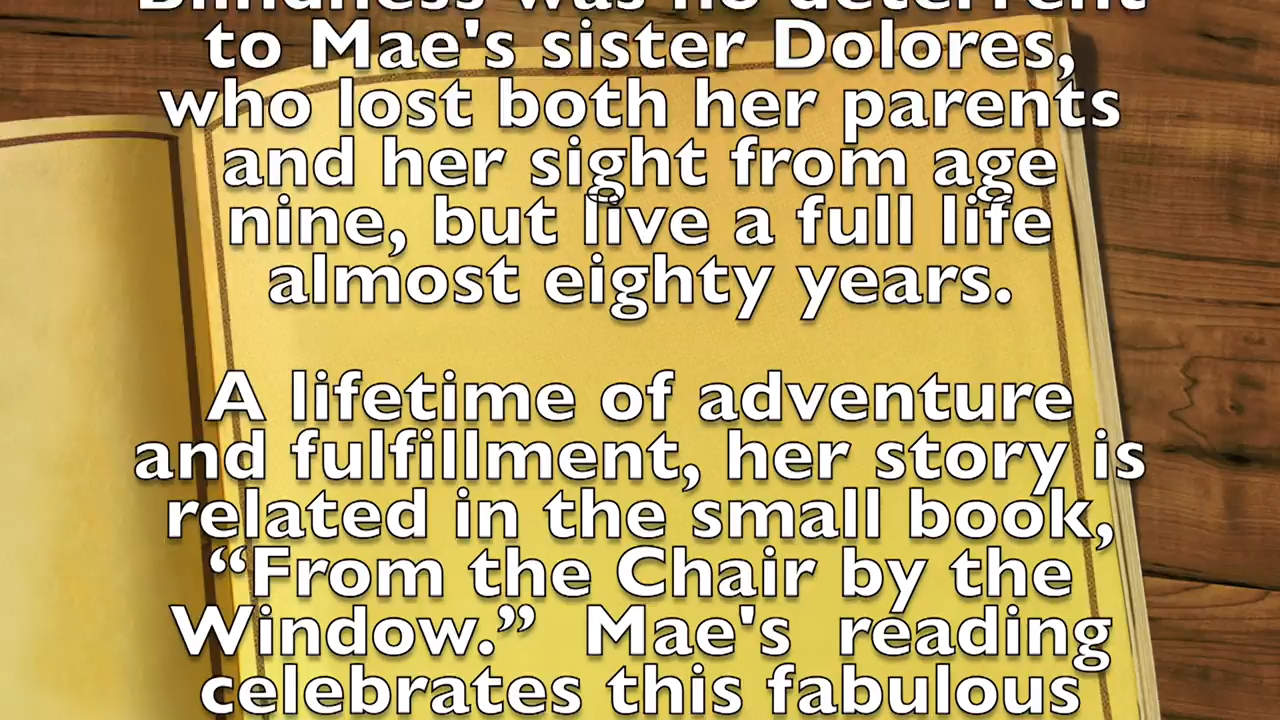 Blindness was no deterrent
to Mae's sister Dolores,
who lost both her parents
and her sight from age
nine, but live a full life
almost eighty years.
A lifetime of adventure
and fulfillment, her story is
related in the small book,
“From the Chair by the
Window.” Mae's reading
celebrates this fabulous